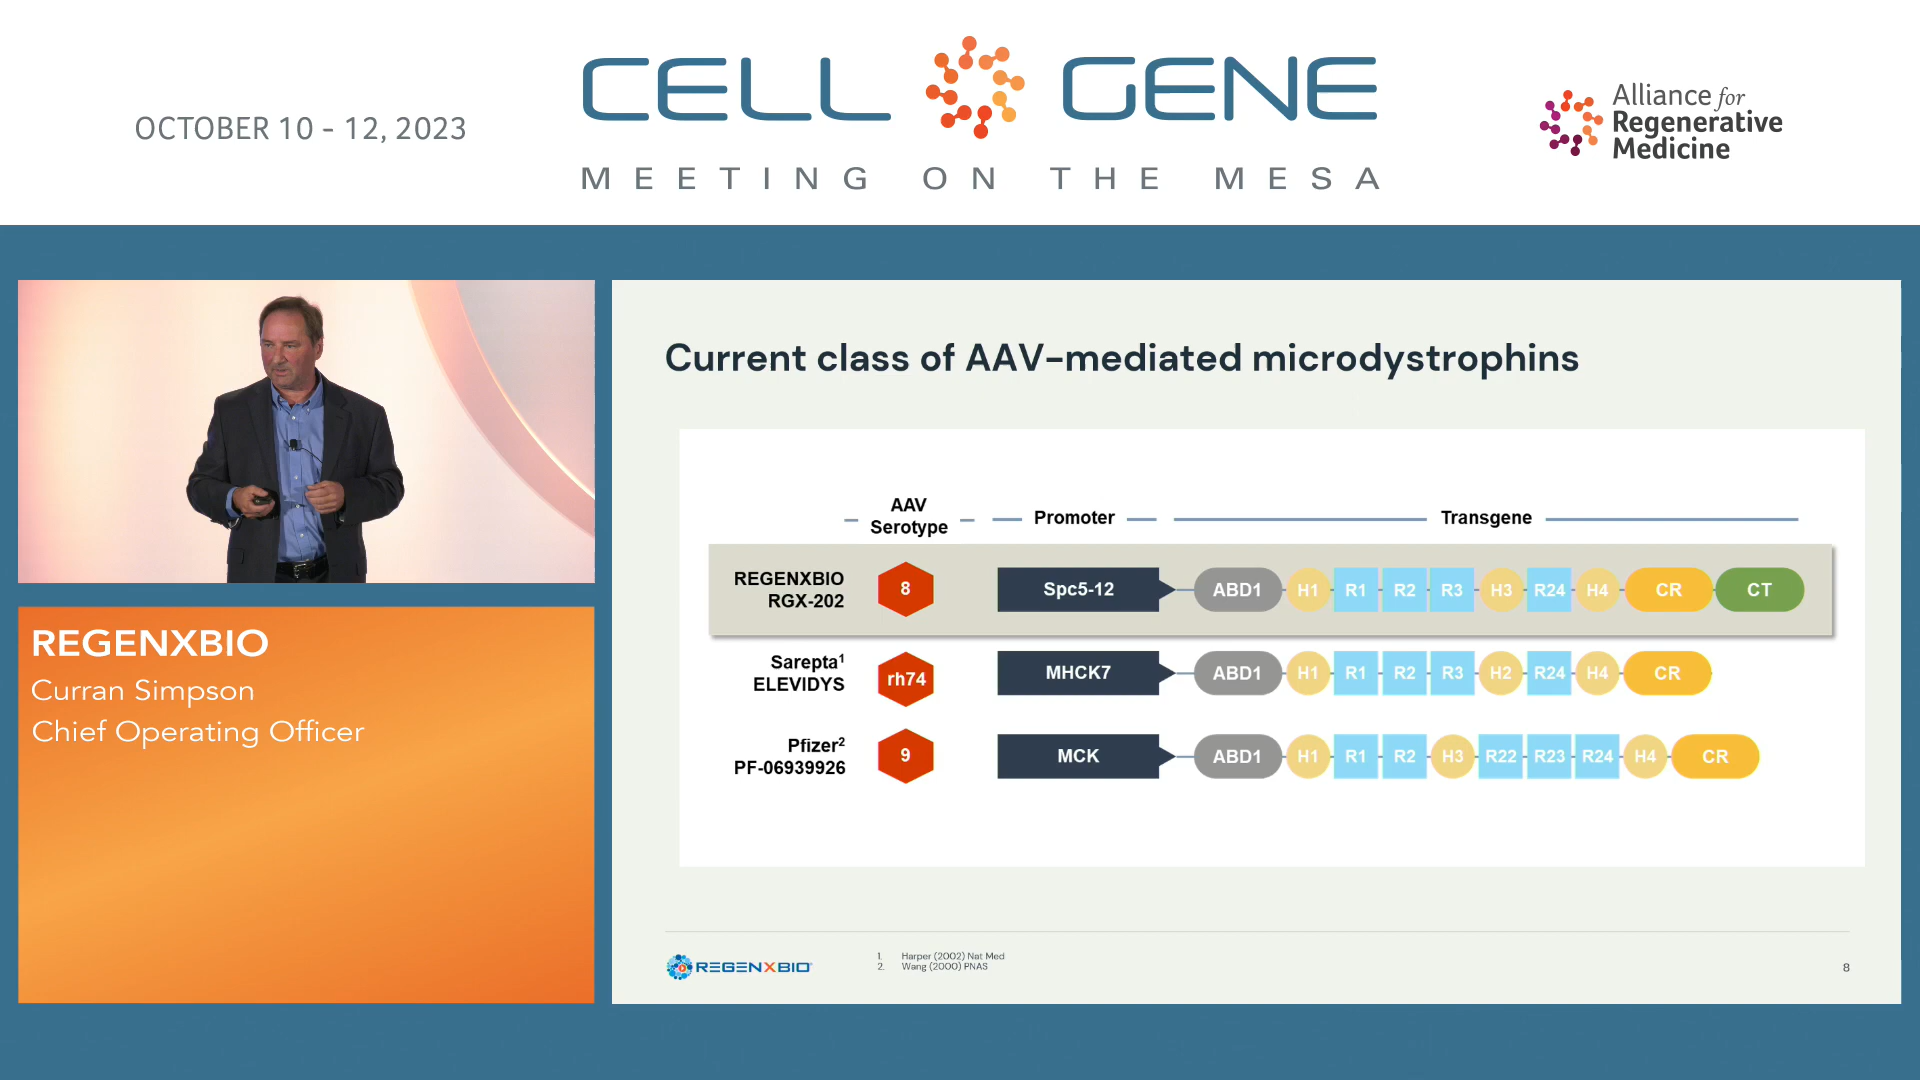 OCTOBER 10 - 12, 2023
CELL GENE
MEETING ON THE MESA
Alliance for
Regenerative
Medicine
REGENXBIO
Curran Simpson
Chief Operating Officer
Current class of AAV-mediated microdystrophins
AAV
Serotype
Promoter
Transgene
REGENXBIO
RGX-202
8
Spc5-12
ABD1 H1 R1 R2 R3 H3 R24 H4 CR CT
Sarepta¹
ELEVIDYS
rh74
MHCK7
ABD1 H1 R1 R2 R3 H2 R24 H4 CR
Pfizer²
PF-06939926
9
MCK
ABD1 H1 R1 R2 H3 R22 R23 R24 H4 CR
REGENXBIO
1. Harper (2002) Nat Med
2. Wang (2000) PNAS
8